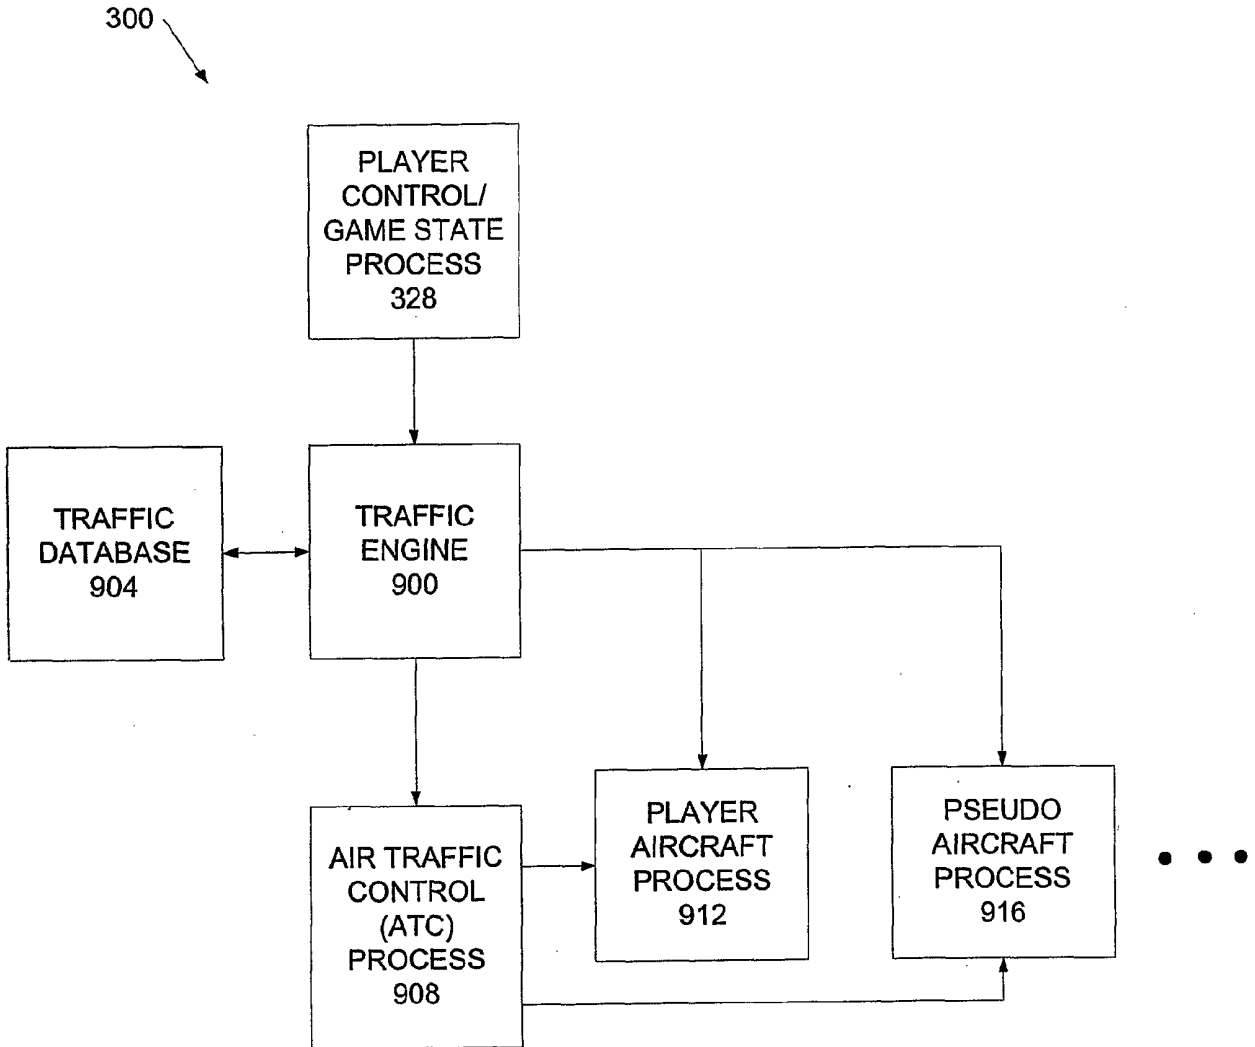 300
PLAYER
CONTROL/
GAME STATE
PROCESS
328
TRAFFIC
DATABASE
904
TRAFFIC
ENGINE
900
AIR TRAFFIC
CONTROL
(ATC)
PROCESS
908
PLAYER
AIRCRAFT
PROCESS
912
PSEUDO
AIRCRAFT
PROCESS
916